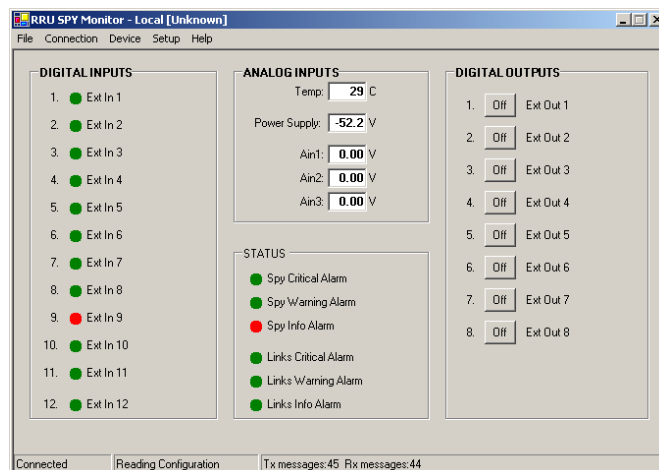 RRU SPY Monitor - Local [Unknown]
File Connection Device Setup Help
DIGITAL INPUTS
1. Ext In 1
2. Ext In 2
3. Ext In 3
4. Ext In 4
5. Ext In 5
6. Ext In 6
7. Ext In 7
8. Ext In 8
9. Ext In 9
10. Ext In 10
11. Ext In 11
12. Ext In 12
ANALOG INPUTS
Temp: 29 C
Power Supply: -52.2 V
Ain1: 0.00 V
Ain2: 0.00 V
Ain3: 0.00 V
STATUS
Spy Critical Alarm
Spy Warning Alarm
Spy Info Alarm
Links Critical Alarm
Links Warning Alarm
Links Info Alarm
DIGITAL OUTPUTS
1. Off Ext Out 1
2. Off Ext Out 2
3. Off Ext Out 3
4. Off Ext Out 4
5. Off Ext Out 5
6. Off Ext Out 6
7. Off Ext Out 7
8. Off Ext Out 8
Connected Reading Configuration Tx messages:45 Rx messages:44